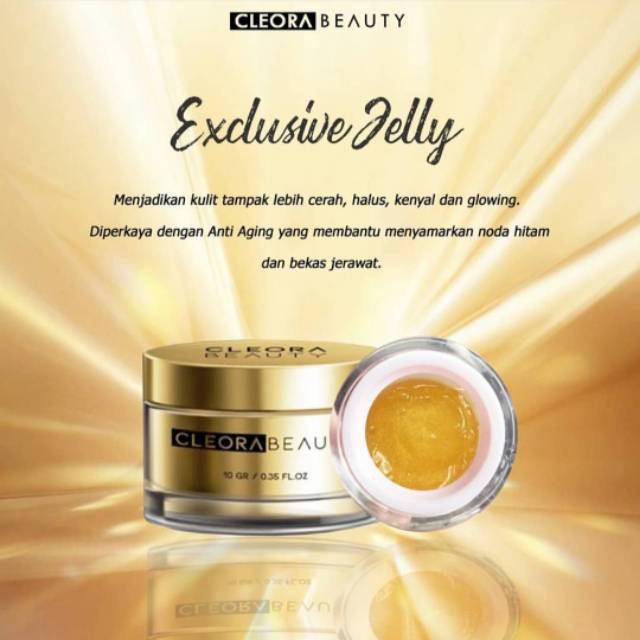 CLEORA BEAUTY
Exclusive Jelly
Menjadikan kulit tampak lebih cerah, halus, kenyal dan glowing.
Diperkaya dengan Anti Aging yang membantu menyamarkan noda hitam
dan bekas jerawat.
CLEORA
BEAUTY
CLEORA BEAU
10 GR / 0.35 FL.OZ